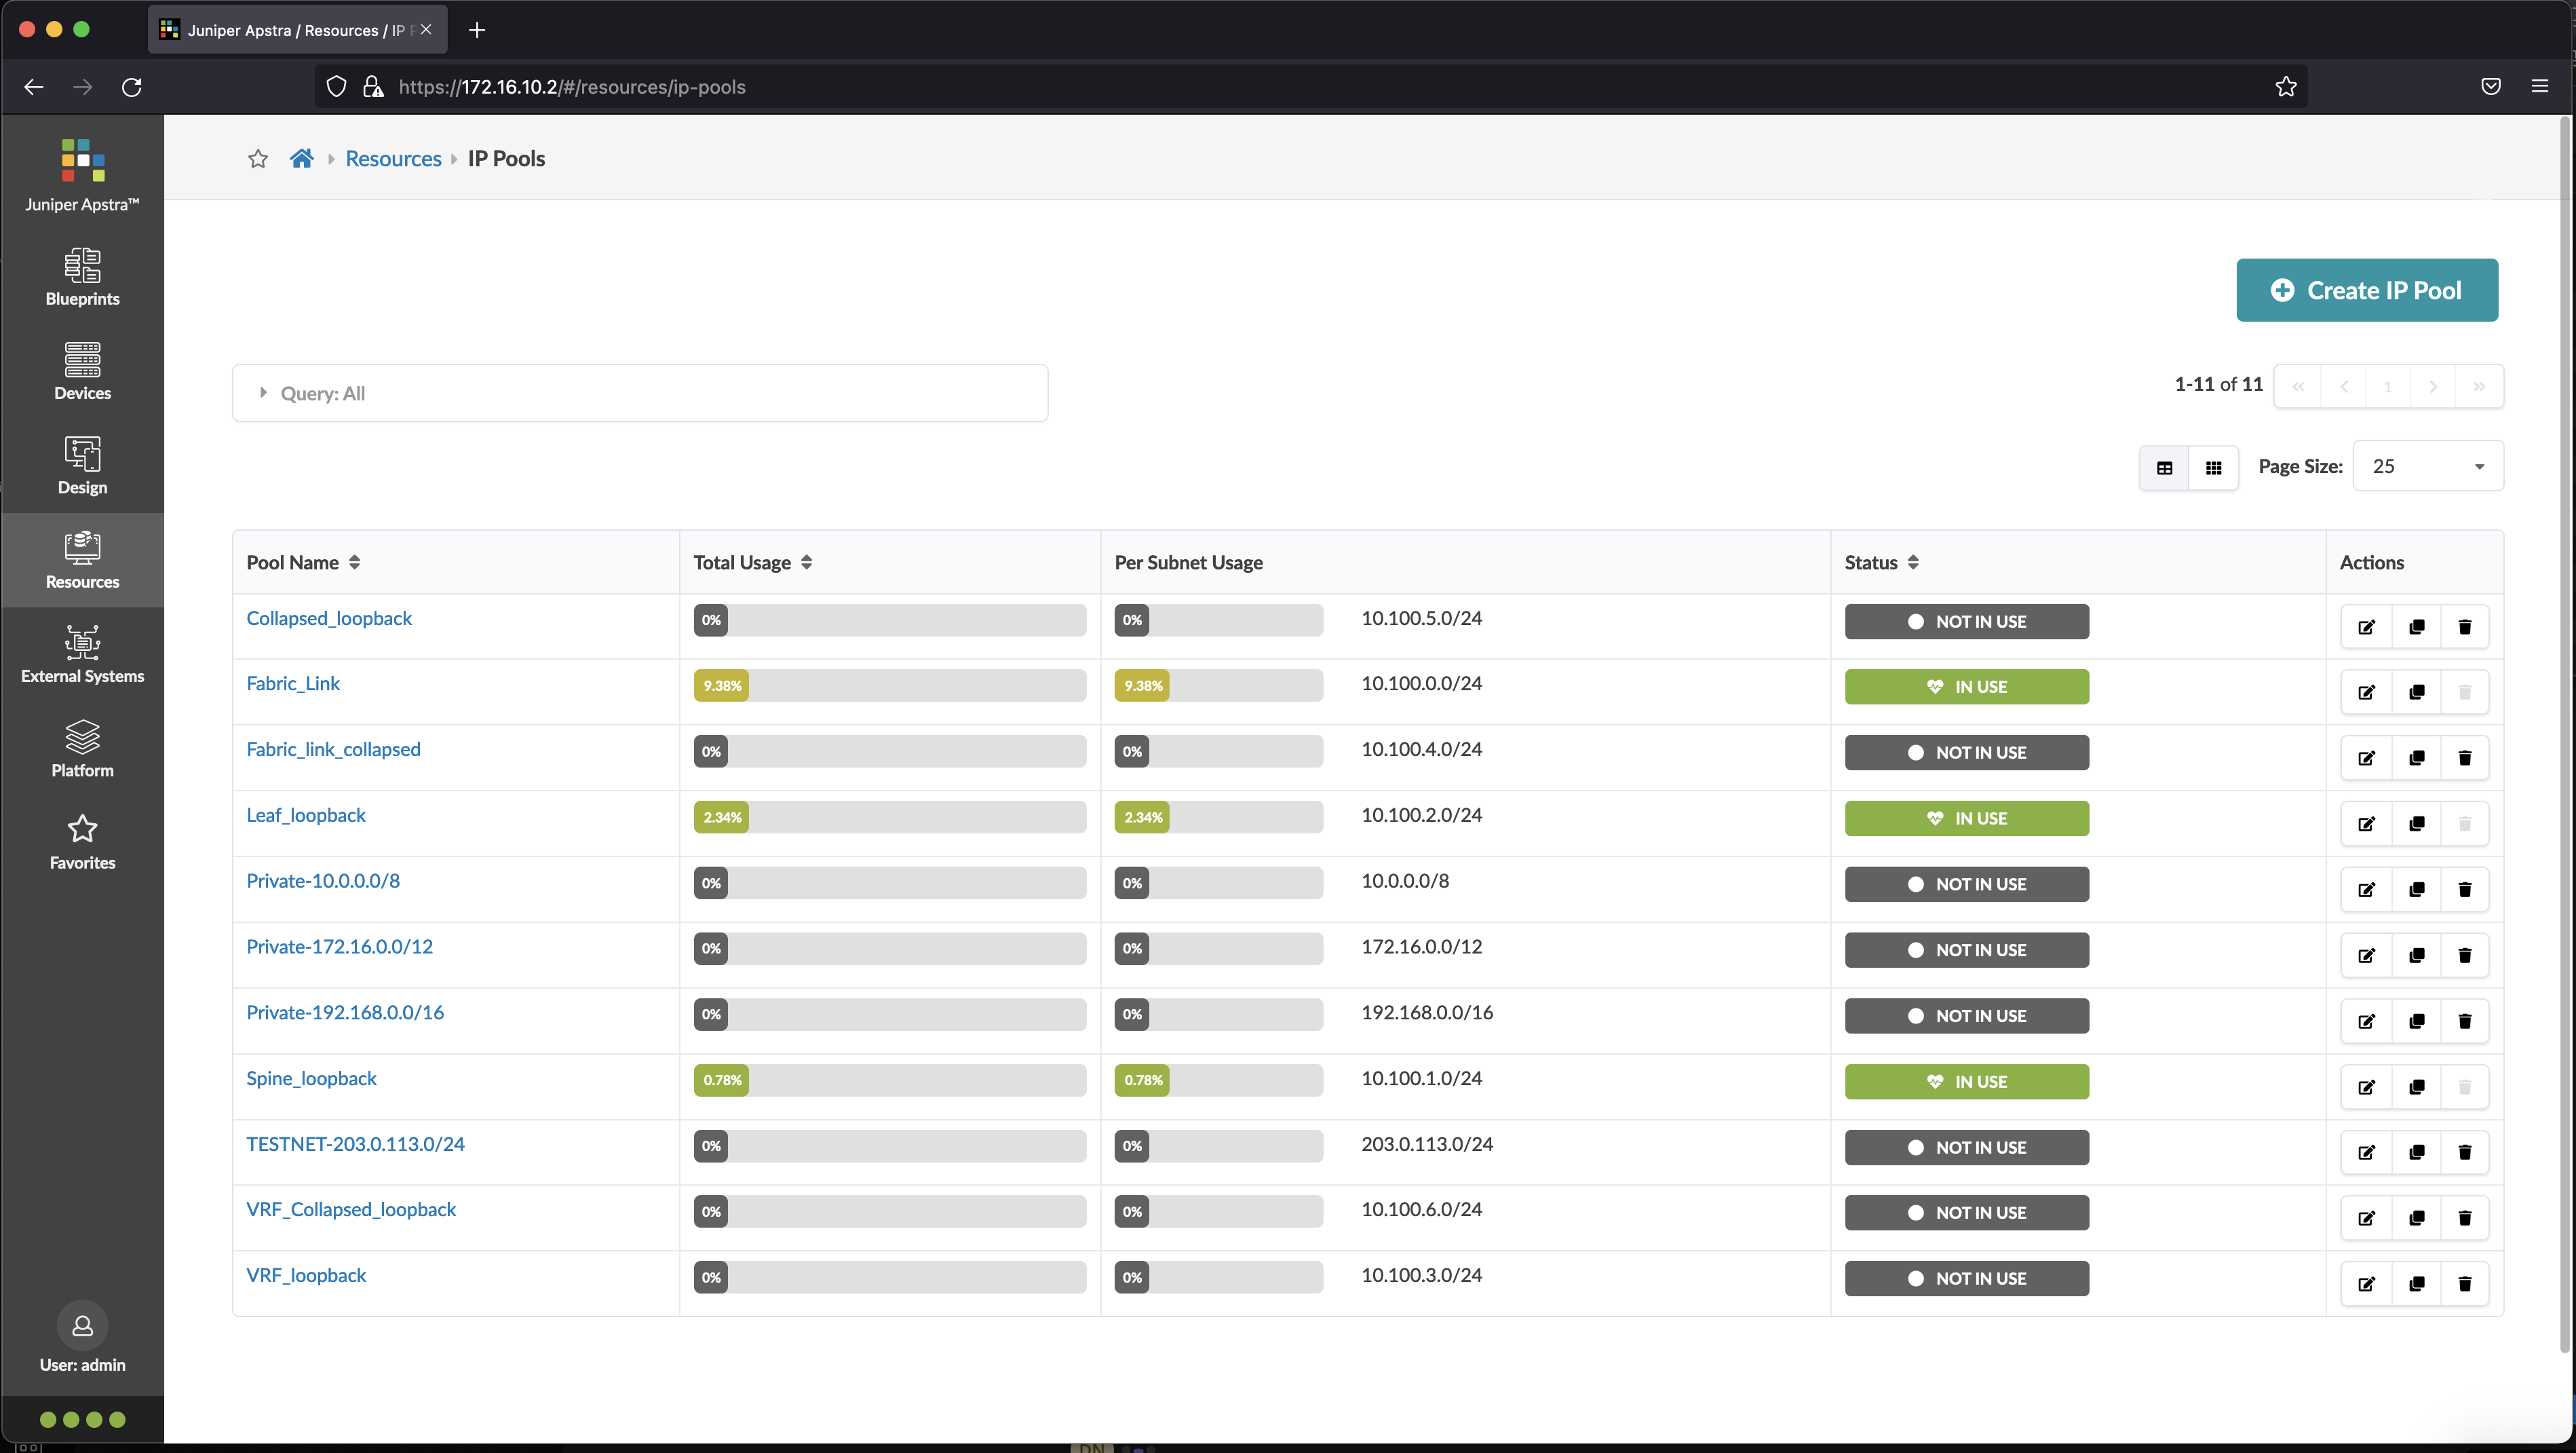 Juniper Apstra / Resources / IP P
https://172.16.10.2/#/resources/ip-pools
Juniper Apstra™
Blueprints
Devices
Design
Resources
External Systems
Platform
Favorites
User: admin
Resources IP Pools
Create IP Pool
Query: All
1-11 of 11 « < 1 > »
Page Size: 25
Pool Name Total Usage Per Subnet Usage Status Actions
Collapsed_loopback 0% 0% 10.100.5.0/24 NOT IN USE
Fabric_Link 9.38% 9.38% 10.100.0.0/24 IN USE
Fabric_link_collapsed 0% 0% 10.100.4.0/24 NOT IN USE
Leaf_loopback 2.34% 2.34% 10.100.2.0/24 IN USE
Private-10.0.0.0/8 0% 0% 10.0.0.0/8 NOT IN USE
Private-172.16.0.0/12 0% 0% 172.16.0.0/12 NOT IN USE
Private-192.168.0.0/16 0% 0% 192.168.0.0/16 NOT IN USE
Spine_loopback 0.78% 0.78% 10.100.1.0/24 IN USE
TESTNET-203.0.113.0/24 0% 0% 203.0.113.0/24 NOT IN USE
VRF_Collapsed_loopback 0% 0% 10.100.6.0/24 NOT IN USE
VRF_loopback 0% 0% 10.100.3.0/24 NOT IN USE